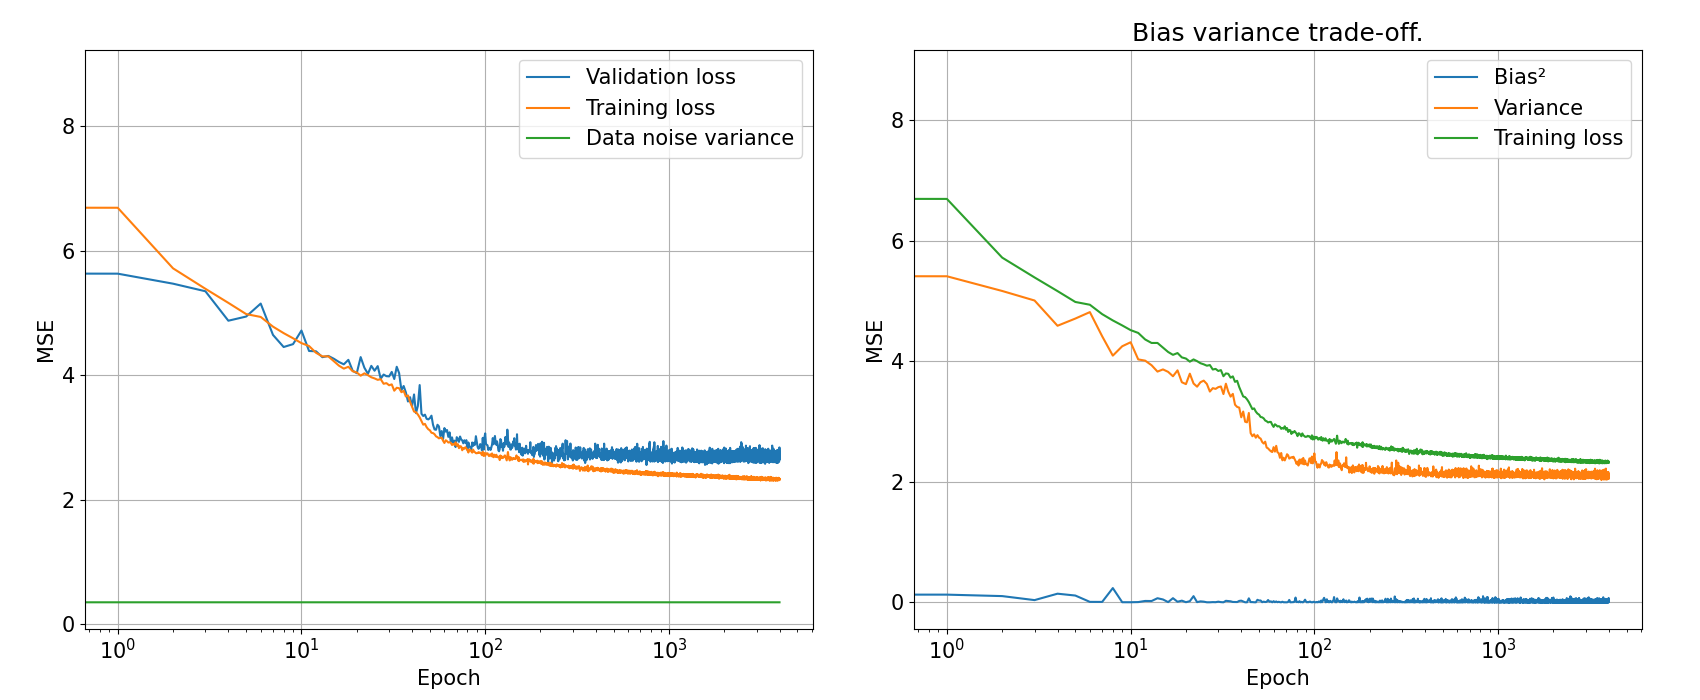 Validation loss
Training loss
Data noise variance
MSE
8
6
4
2
0
10⁰ 10¹ 10² 10³
Epoch
Bias variance trade-off.
Bias²
Variance
Training loss
MSE
8
6
4
2
0
10⁰ 10¹ 10² 10³
Epoch